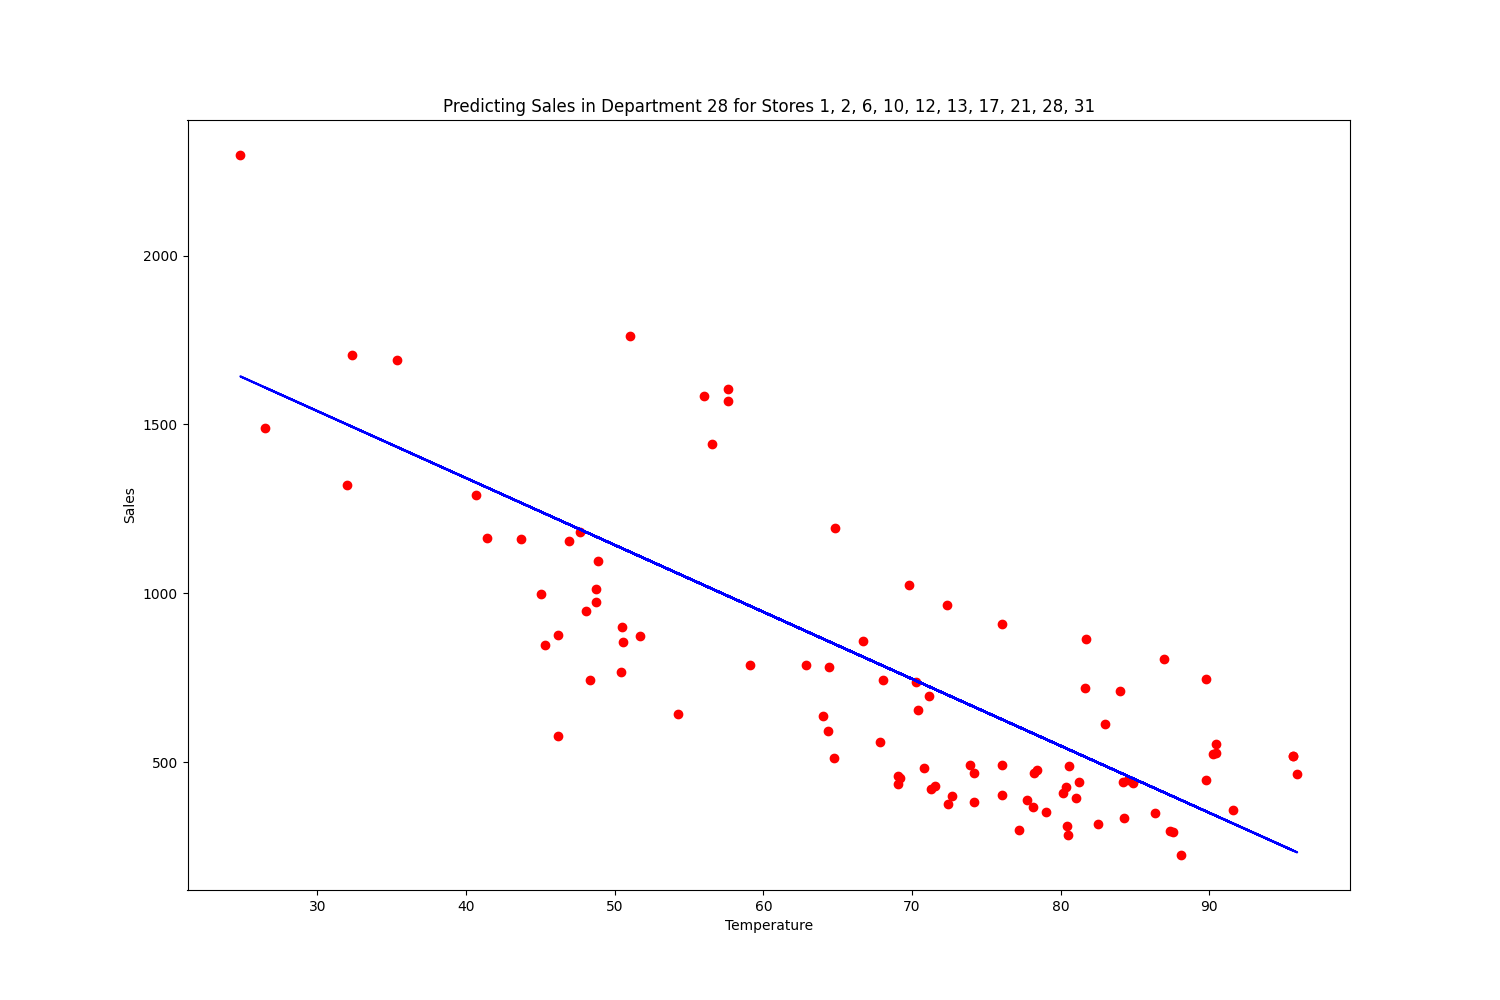 Predicting Sales in Department 28 for Stores 1, 2, 6, 10, 12, 13, 17, 21, 28, 31
2000
1500
1000
500
Sales
30 40 50 60 70 80 90
Temperature